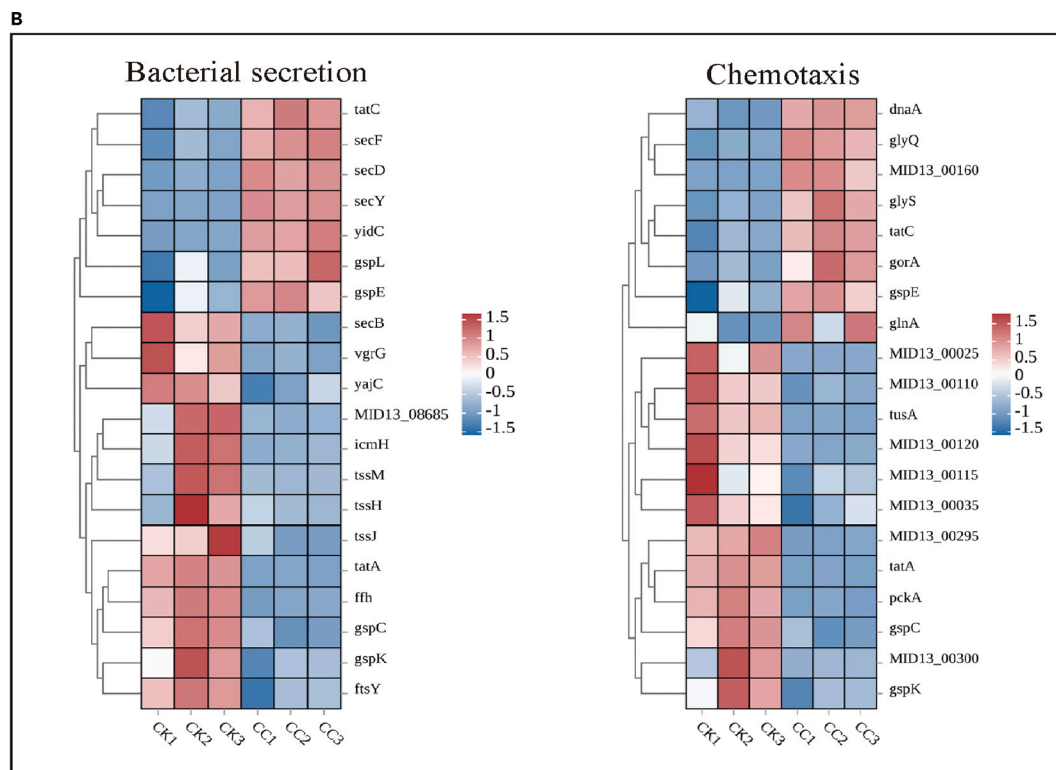 B
Bacterial secretion
tatC
secF
secD
secY
yidC
gspL
gspE
secB
vgrG
yajC
MID13_08685
icmH
tssM
tssH
tssJ
tatA
ffh
gspC
gspK
ftsY
CK1 CK2 CK3 CC1 CC2 CC3
1.5
1
0.5
0
-0.5
-1
-1.5
Chemotaxis
dnaA
glyQ
MID13_00160
glyS
tatC
gorA
gspE
glnA
MID13_00025
MID13_00110
tusA
MID13_00120
MID13_00115
MID13_00035
MID13_00295
tatA
pckA
gspC
MID13_00300
gspK
CK1 CK2 CK3 CC1 CC2 CC3
1.5
1
0.5
0
-0.5
-1
-1.5